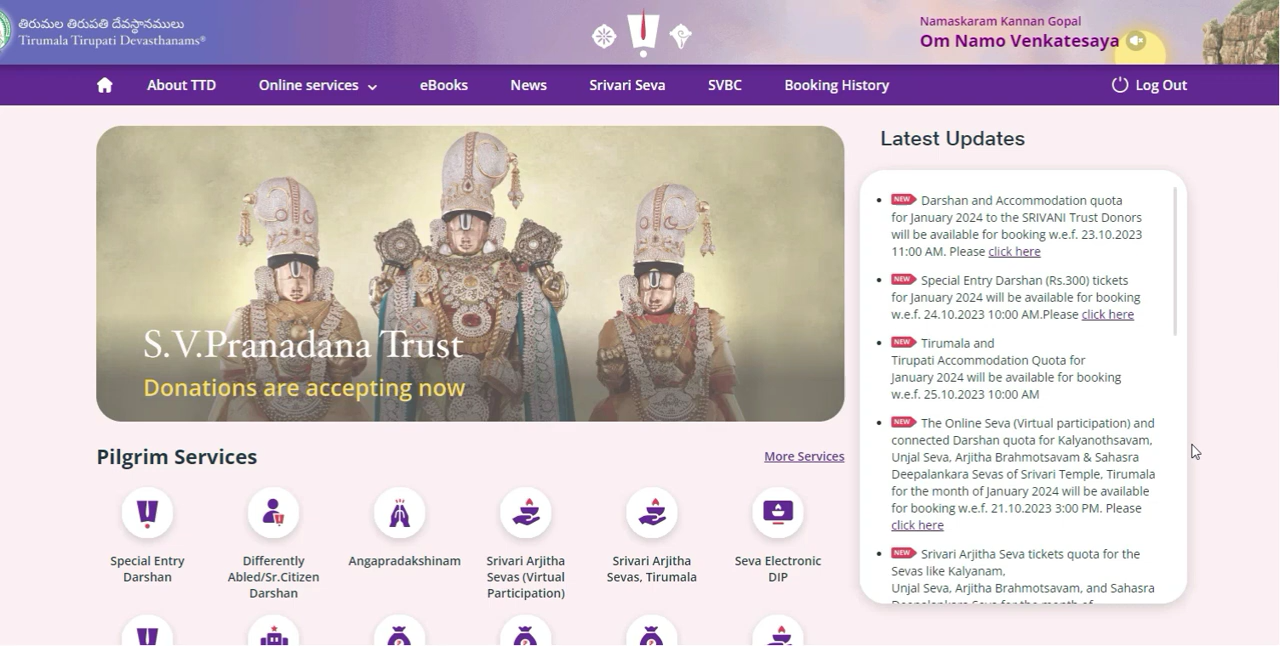 తిరుమల తిరుపతి దేవస్థానములు
Tirumala Tirupati Devasthanams®
Namaskaram Kannan Gopal
Om Namo Venkatesaya
About TTD
Online services
eBooks
News
Srivari Seva
SVBC
Booking History
Log Out
S.V.Pranadana Trust
Donations are accepting now
Latest Updates
NEW Darshan and Accommodation quota
for January 2024 to the SRIVANI Trust Donors
will be available for booking w.e.f. 23.10.2023
11:00 AM. Please click here
NEW Special Entry Darshan (Rs.300) tickets
for January 2024 will be available for booking
w.e.f. 24.10.2023 10:00 AM.Please click here
NEW Tirumala and
Tirupati Accommodation Quota for
January 2024 will be available for booking
w.e.f. 25.10.2023 10:00 AM
NEW The Online Seva (Virtual participation) and
connected Darshan quota for Kalyanothsavam,
Unjal Seva, Arjitha Brahmotsavam & Sahasra
Deepalankara Sevas of Srivari Temple, Tirumala
for the month of January 2024 will be available
for booking w.e.f. 21.10.2023 3:00 PM. Please
click here
NEW Srivari Arjitha Seva tickets quota for the
Sevas like Kalyanam,
Unjal Seva, Arjitha Brahmotsavam, and Sahasra
Deepalankara Seva for the month of
Pilgrim Services
More Services
Special Entry
Darshan
Differently
Abled/Sr.Citizen
Darshan
Angapradakshinam
Srivari Arjitha
Sevas (Virtual
Participation)
Srivari Arjitha
Sevas, Tirumala
Seva Electronic
DIP